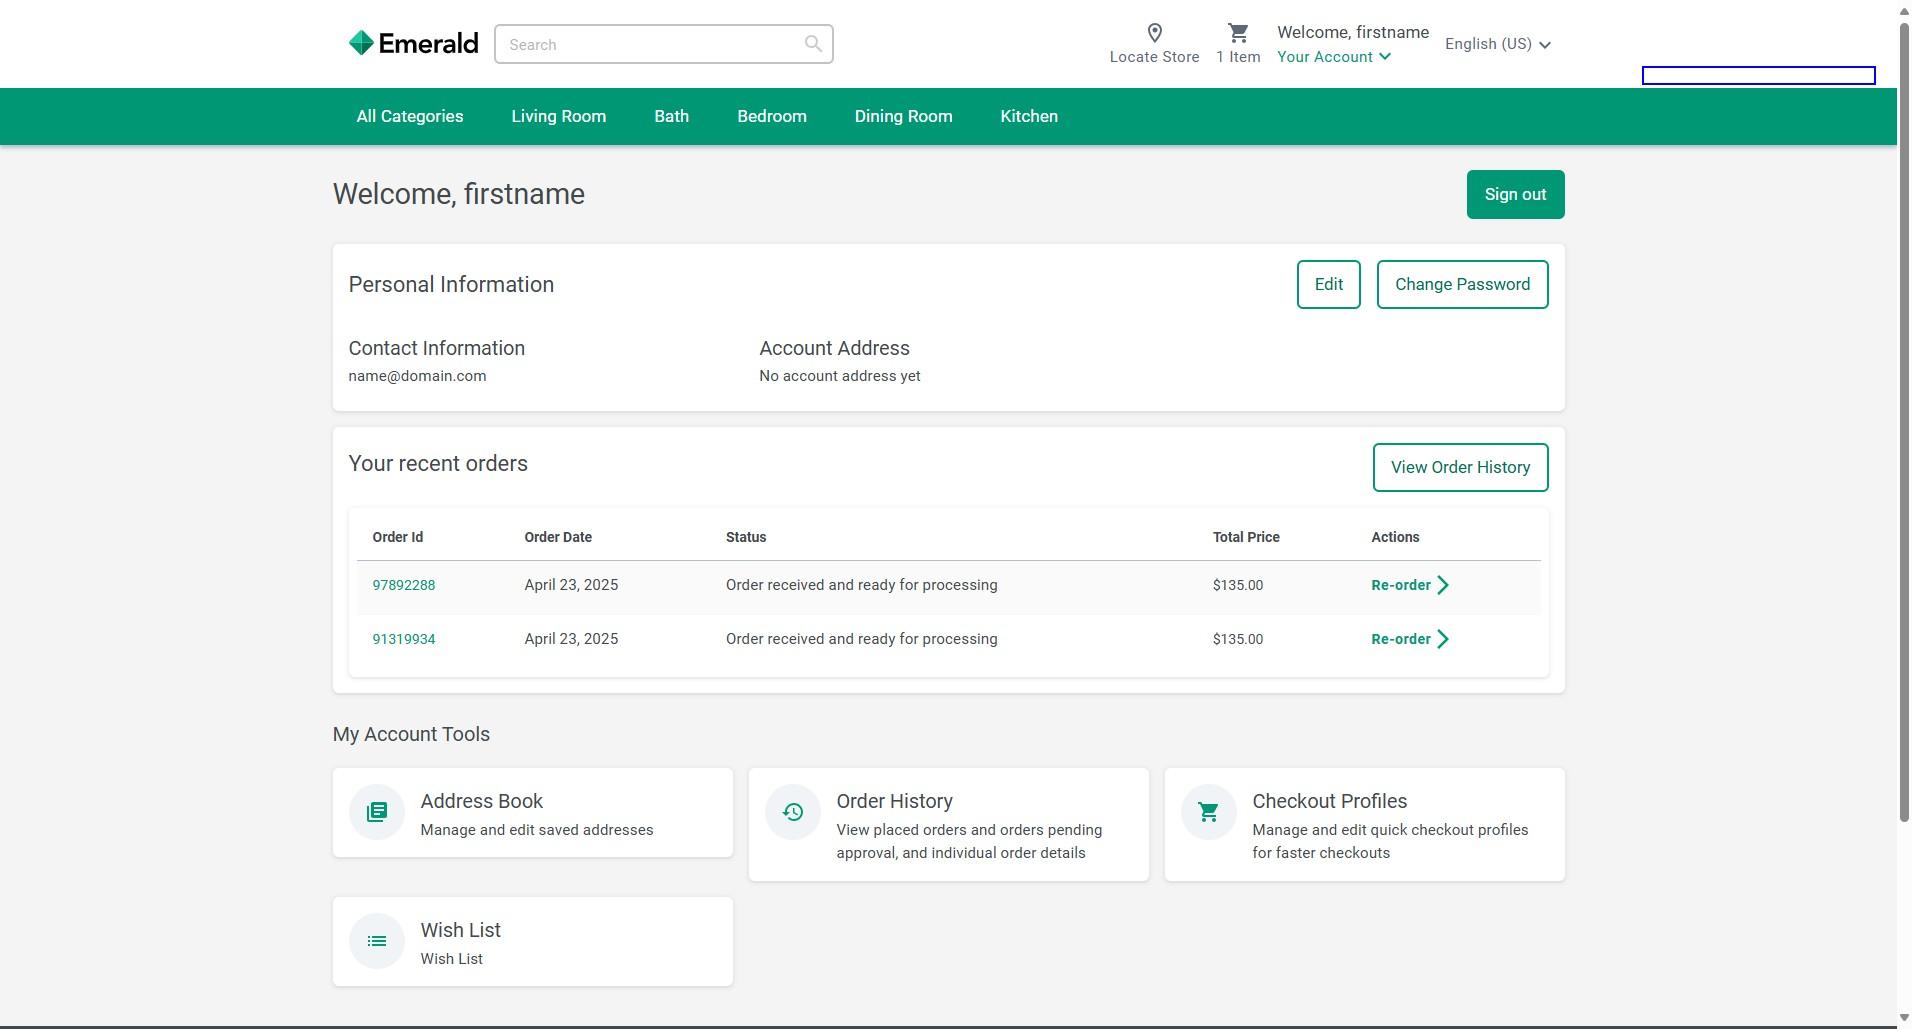 Emerald
Search
Locate Store
1 Item
Welcome, firstname
Your Account
English (US)
All Categories
Living Room
Bath
Bedroom
Dining Room
Kitchen
Welcome, firstname
Sign out
Personal Information
Edit
Change Password
Contact Information
name@domain.com
Account Address
No account address yet
Your recent orders
View Order History
Order Id Order Date Status Total Price Actions
97892288 April 23, 2025 Order received and ready for processing $135.00 Re-order
91319934 April 23, 2025 Order received and ready for processing $135.00 Re-order
My Account Tools
Address Book
Manage and edit saved addresses
Order History
View placed orders and orders pending
approval, and individual order details
Checkout Profiles
Manage and edit quick checkout profiles
for faster checkouts
Wish List
Wish List